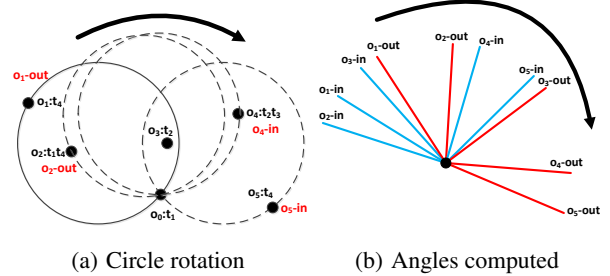 o₁-out
o₁:t₄
o₃:t₂
o₄:t₂t₃
o₄-in
o₂:t₁t₄
o₂-out
o₅:t₄
o₅-in
o₀:t₁
(a) Circle rotation
o₂-out
o₄-in
o₁-out
o₃-in
o₅-in
o₃-out
o₁-in
o₂-in
o₄-out
o₅-out
(b) Angles computed